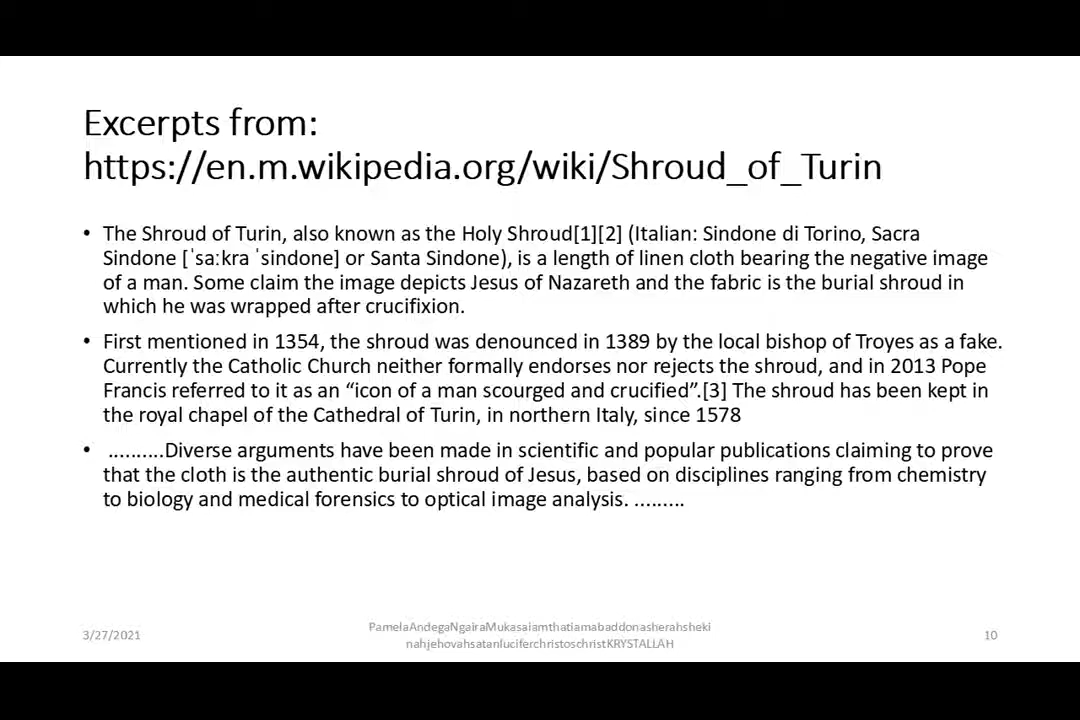 Excerpts from:
https://en.m.wikipedia.org/wiki/Shroud_of_Turin
• The Shroud of Turin, also known as the Holy Shroud[1][2] (Italian: Sindone di Torino, Sacra
Sindone [ˈsaːkra ˈsindone] or Santa Sindone), is a length of linen cloth bearing the negative image
of a man. Some claim the image depicts Jesus of Nazareth and the fabric is the burial shroud in
which he was wrapped after crucifixion.
• First mentioned in 1354, the shroud was denounced in 1389 by the local bishop of Troyes as a fake.
Currently the Catholic Church neither formally endorses nor rejects the shroud, and in 2013 Pope
Francis referred to it as an “icon of a man scourged and crucified”.[3] The shroud has been kept in
the royal chapel of the Cathedral of Turin, in northern Italy, since 1578
• ..........Diverse arguments have been made in scientific and popular publications claiming to prove
that the cloth is the authentic burial shroud of Jesus, based on disciplines ranging from chemistry
to biology and medical forensics to optical image analysis. .........
3/27/2021
PamelaAndegaNgairaMukasaiamthatiamabaddonasherahsheki
nahjehovahsatanluciferchristoschristKRYSTALLAH
10